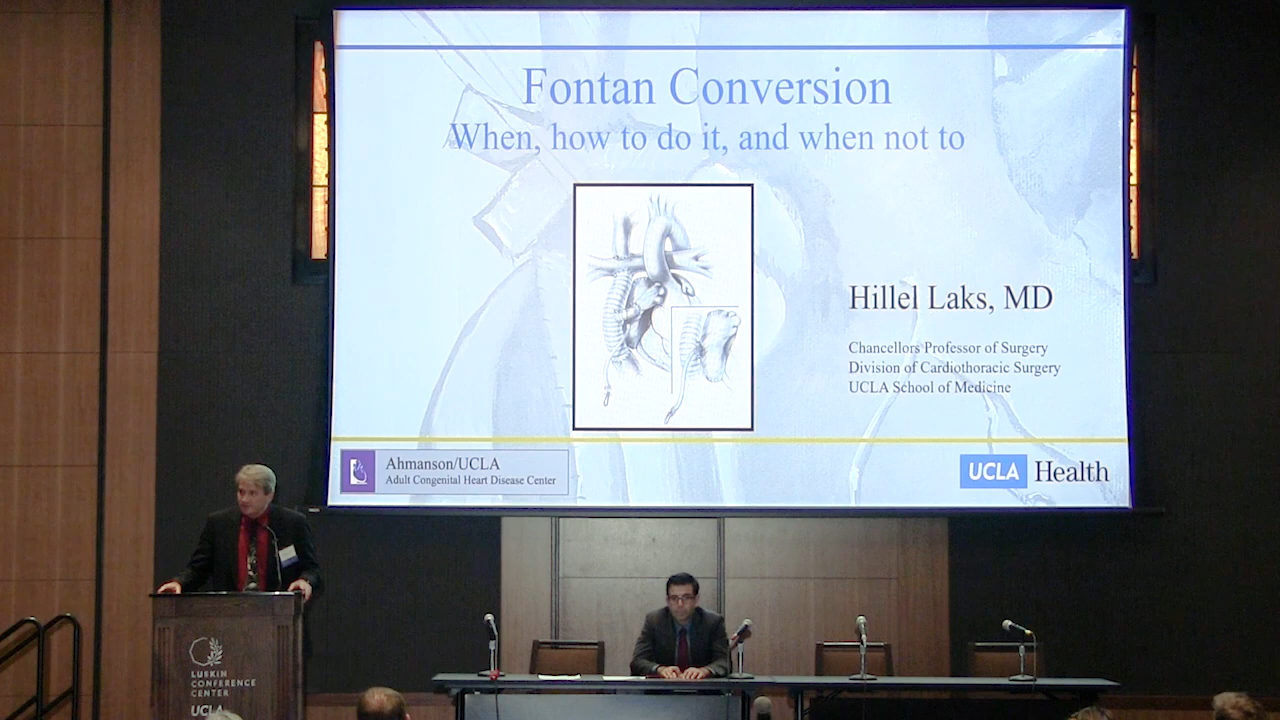 Fontan Conversion
When, how to do it, and when not to
Hillel Laks, MD
Chancellors Professor of Surgery
Division of Cardiothoracic Surgery
UCLA School of Medicine
Ahmanson/UCLA
Adult Congenital Heart Disease Center
UCLA Health
LUSKIN
CONFERENCE
CENTER
UCLA